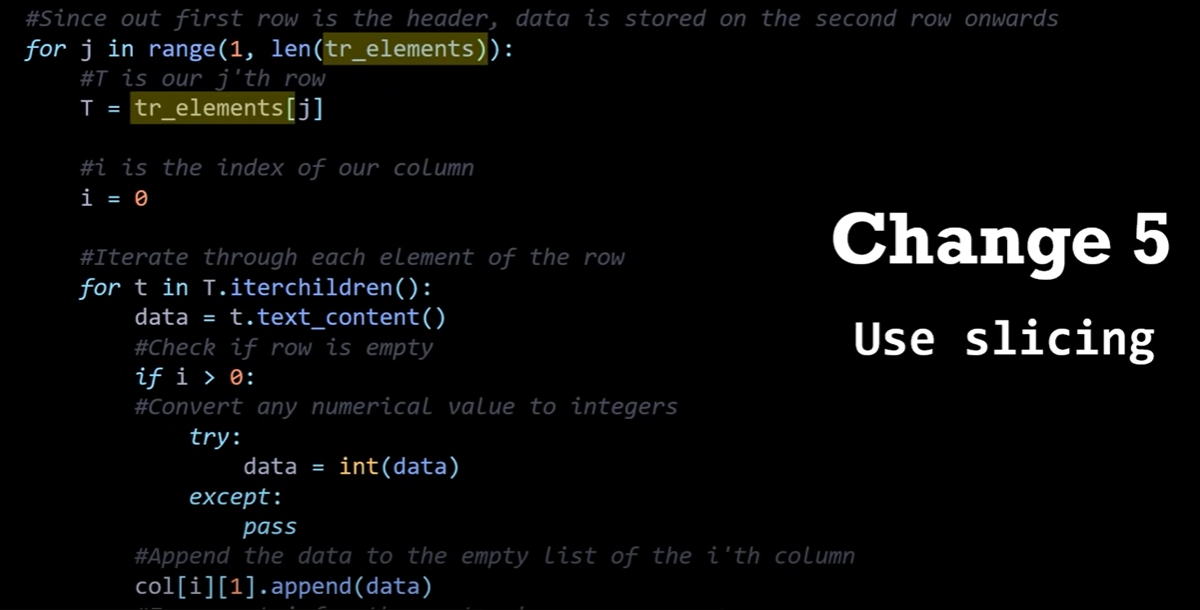 #Since out first row is the header, data is stored on the second row onwards
for j in range(1, len(tr_elements)):
    #T is our j'th row
    T = tr_elements[j]
    #i is the index of our column
    i = 0
    #Iterate through each element of the row
    for t in T.iterchildren():
        data = t.text_content()
        #Check if row is empty
        if i > 0:
        #Convert any numerical value to integers
            try:
                data = int(data)
            except:
                pass
        #Append the data to the empty list of the i'th column
        col[i][1].append(data)
Change 5
Use slicing